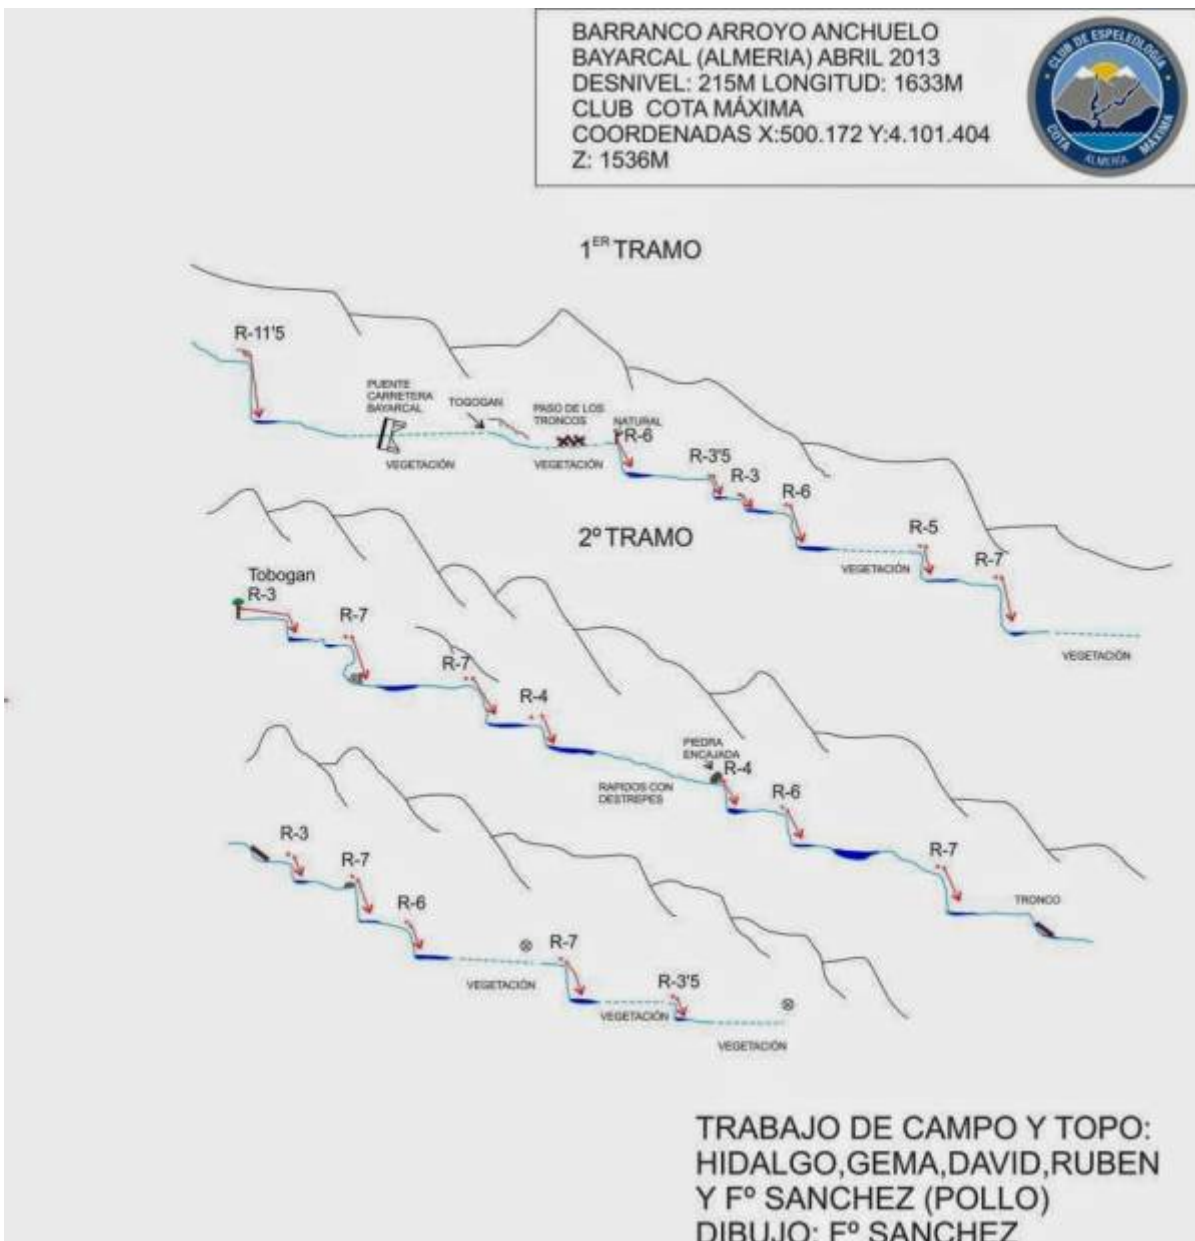 BARRANCO ARROYO ANCHUELO
BAYARCAL (ALMERIA) ABRIL 2013
DESNIVEL: 215M LONGITUD: 1633M
CLUB COTA MÁXIMA
COORDENADAS X:500.172 Y:4.101.404
Z: 1536M
CLUB DE ESPELEOLOGÍA
COTA MÁXIMA
ALMERÍA
1ER TRAMO
R-11'5
PUENTE
CARRETERA
BAYARCAL
VEGETACIÓN
TOGOGAN
PASO DE LOS
TRONCOS
VEGETACIÓN
NATURAL
R-6
R-3'5
R-3
R-6
VEGETACIÓN
R-5
R-7
VEGETACIÓN
2º TRAMO
Tobogan
R-3
R-7
R-7
R-4
RAPIDOS CON
DESTREPES
PIEDRA
ENCAJADA
R-4
R-6
R-7
TRONCO
R-3
R-7
R-6
VEGETACIÓN
R-7
VEGETACIÓN
R-3'5
VEGETACIÓN
TRABAJO DE CAMPO Y TOPO:
HIDALGO,GEMA,DAVID,RUBEN
Y Fº SANCHEZ (POLLO)
DIBUJO: Fº SANCHEZ